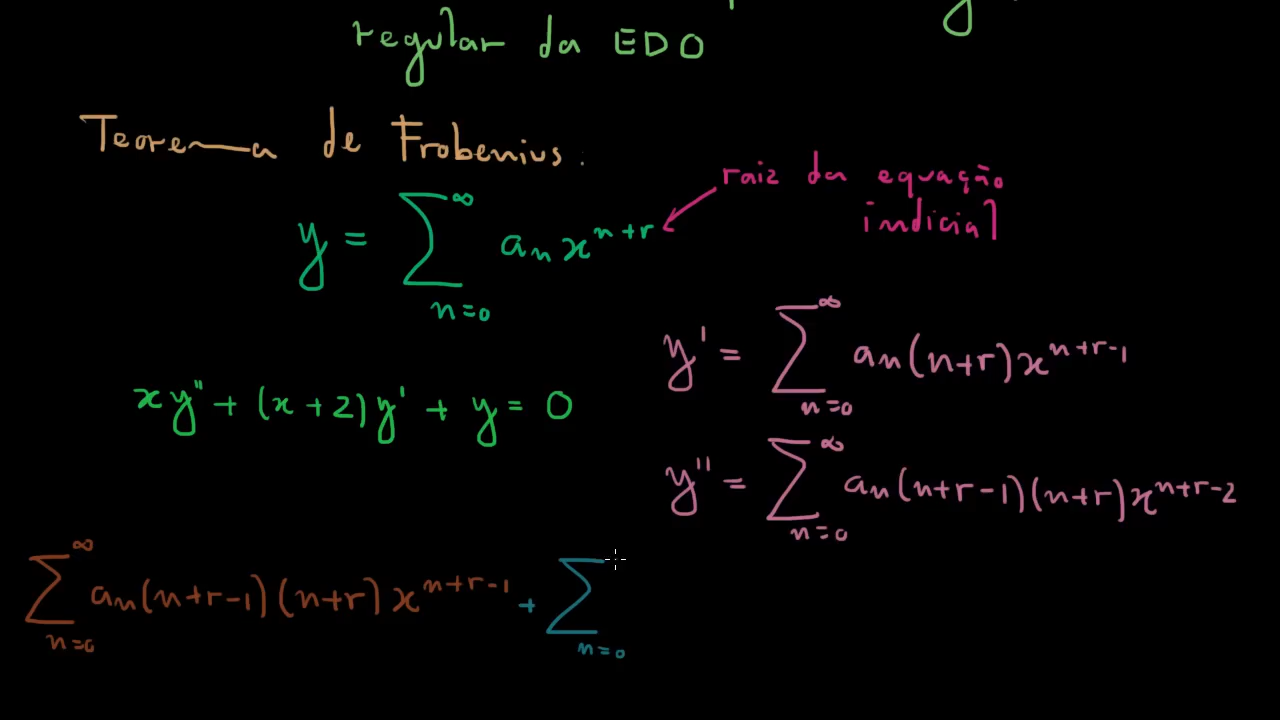 regular da EDO
Teorema de Frobenius:
raiz da equação
indicial
y = ∑_{n=0}^{∞} a_n x^{n+r}
y' = ∑_{n=0}^{∞} a_n (n+r) x^{n+r-1}
xy'' + (x+2)y' + y = 0
y'' = ∑_{n=0}^{∞} a_n (n+r-1)(n+r) x^{n+r-2}
∑_{n=0}^{∞} a_n (n+r-1)(n+r) x^{n+r-1} + ∑_{n=0}